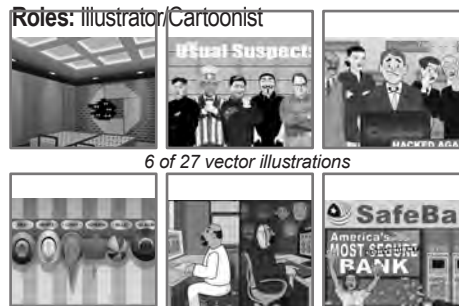 Roles: Illustrator/Cartoonist
Usual Suspects
HACKED AGA
6 of 27 vector illustrations
SafeBa
America's
MOST SECURE
BANK